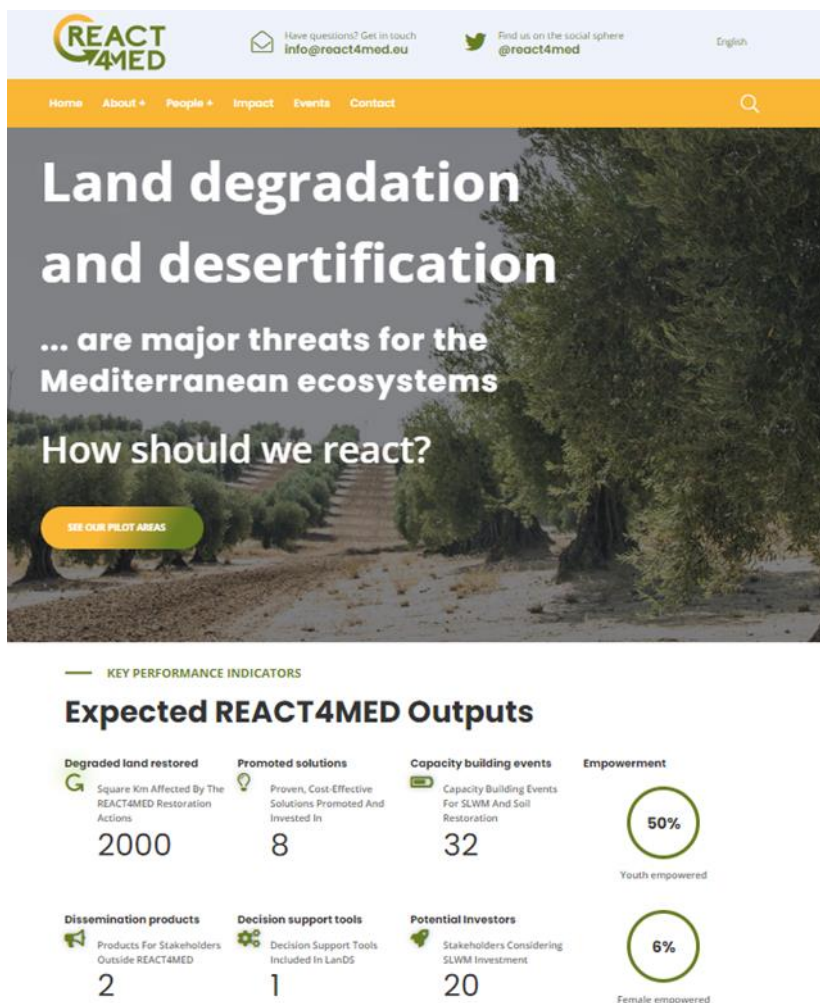 REACT
4MED
Have questions? Get in touch
info@react4med.eu
Find us on the social sphere
@react4med
English
Home About + People + Impact Events Contact
Land degradation
and desertification
... are major threats for the
Mediterranean ecosystems
How should we react?
SEE OUR PILOT AREAS
KEY PERFORMANCE INDICATORS
Expected REACT4MED Outputs
Degraded land restored
Square Km Affected By The
REACT4MED Restoration
Actions
2000
Promoted solutions
Proven, Cost-Effective
Solutions Promoted And
Invested In
8
Capacity building events
Capacity Building Events
For SLWM And Soil
Restoration
32
Empowerment
50%
Youth empowered
Dissemination products
Products For Stakeholders
Outside REACT4MED
2
Decision support tools
Decision Support Tools
Included In LanDS
1
Potential Investors
Stakeholders Considering
SLWM Investment
20
6%
Female empowered